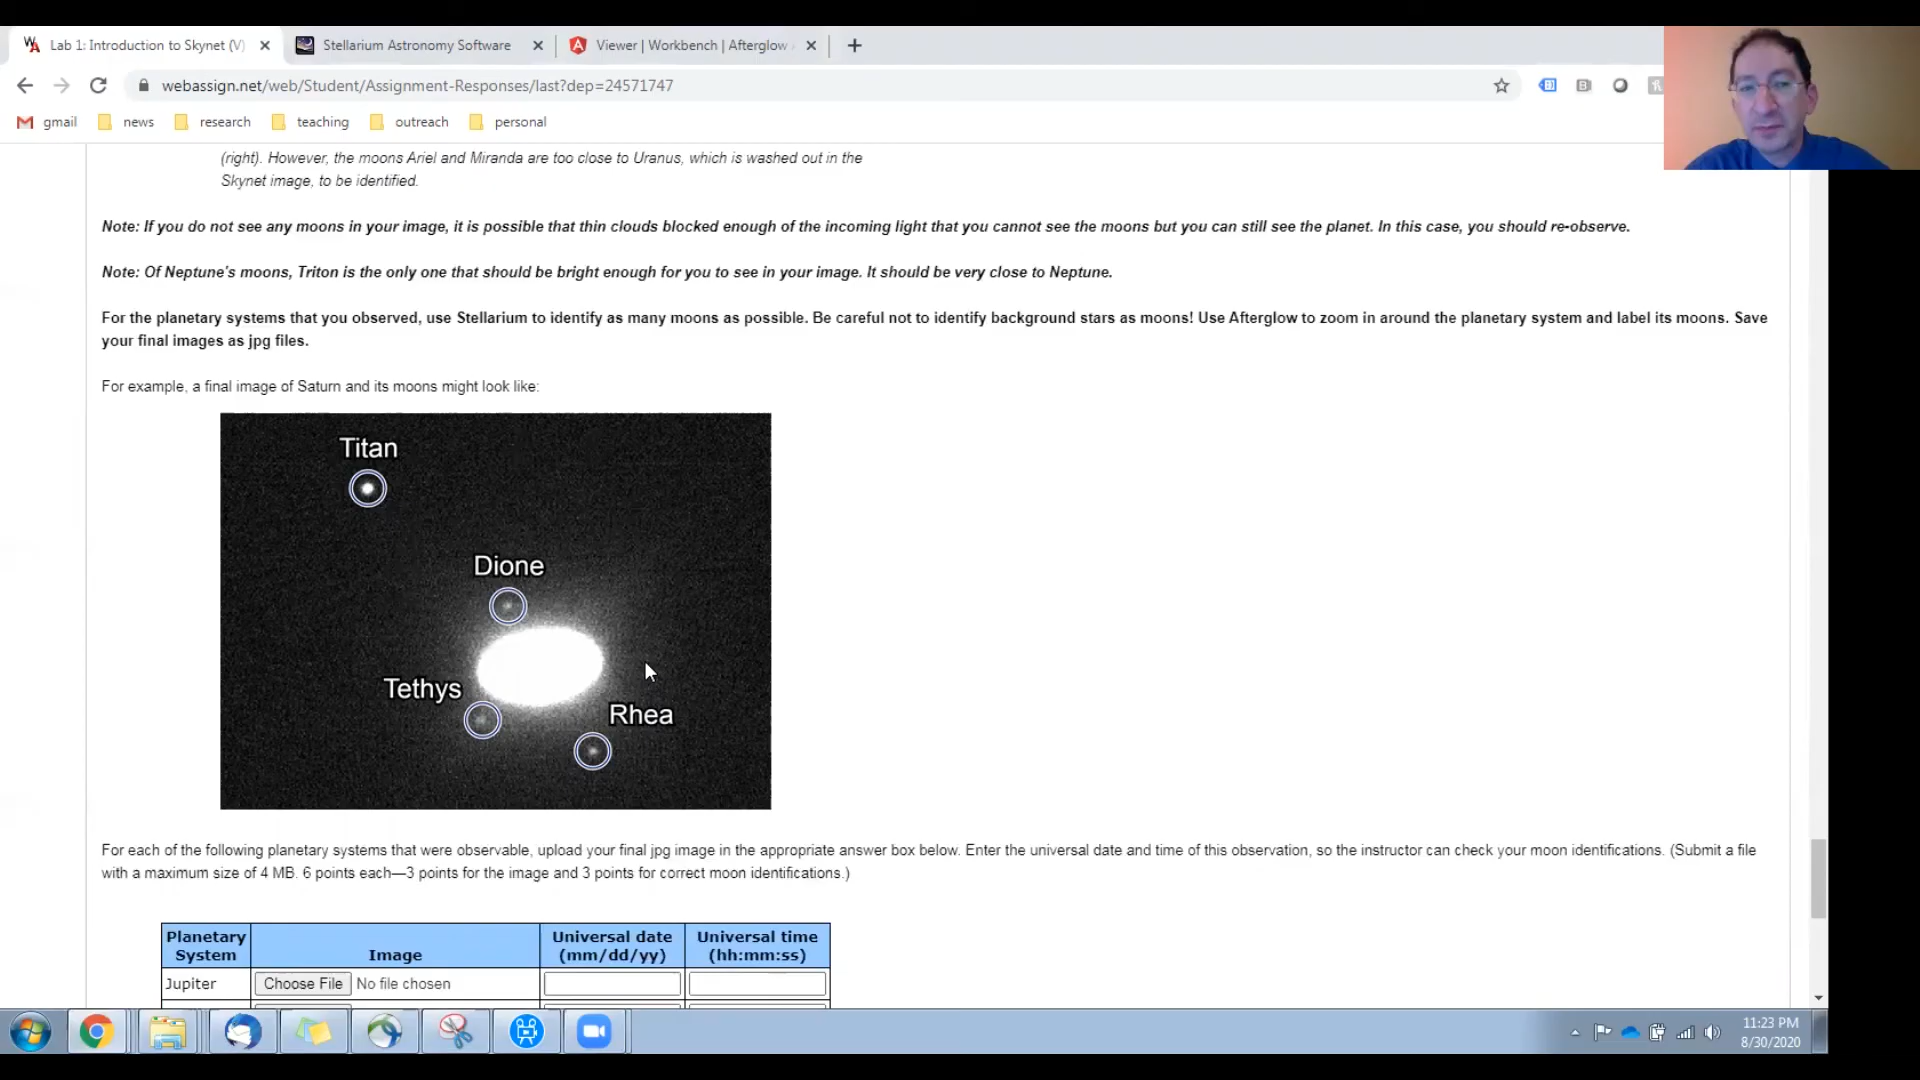 Lab 1: Introduction to Skynet (V)
Stellarium Astronomy Software
Viewer | Workbench | Afterglow
webassign.net/web/Student/Assignment-Responses/last?dep=24571747
gmail news research teaching outreach personal
(right). However, the moons Ariel and Miranda are too close to Uranus, which is washed out in the
Skynet image, to be identified.
Note: If you do not see any moons in your image, it is possible that thin clouds blocked enough of the incoming light that you cannot see the moons but you can still see the planet. In this case, you should re-observe.
Note: Of Neptune's moons, Triton is the only one that should be bright enough for you to see in your image. It should be very close to Neptune.
For the planetary systems that you observed, use Stellarium to identify as many moons as possible. Be careful not to identify background stars as moons! Use Afterglow to zoom in around the planetary system and label its moons. Save
your final images as jpg files.
For example, a final image of Saturn and its moons might look like:
Titan
Dione
Tethys
Rhea
For each of the following planetary systems that were observable, upload your final jpg image in the appropriate answer box below. Enter the universal date and time of this observation, so the instructor can check your moon identifications. (Submit a file
with a maximum size of 4 MB. 6 points each—3 points for the image and 3 points for correct moon identifications.)
Planetary System
Image
Universal date (mm/dd/yy)
Universal time (hh:mm:ss)
Jupiter
Choose File No file chosen
11:23 PM
8/30/2020